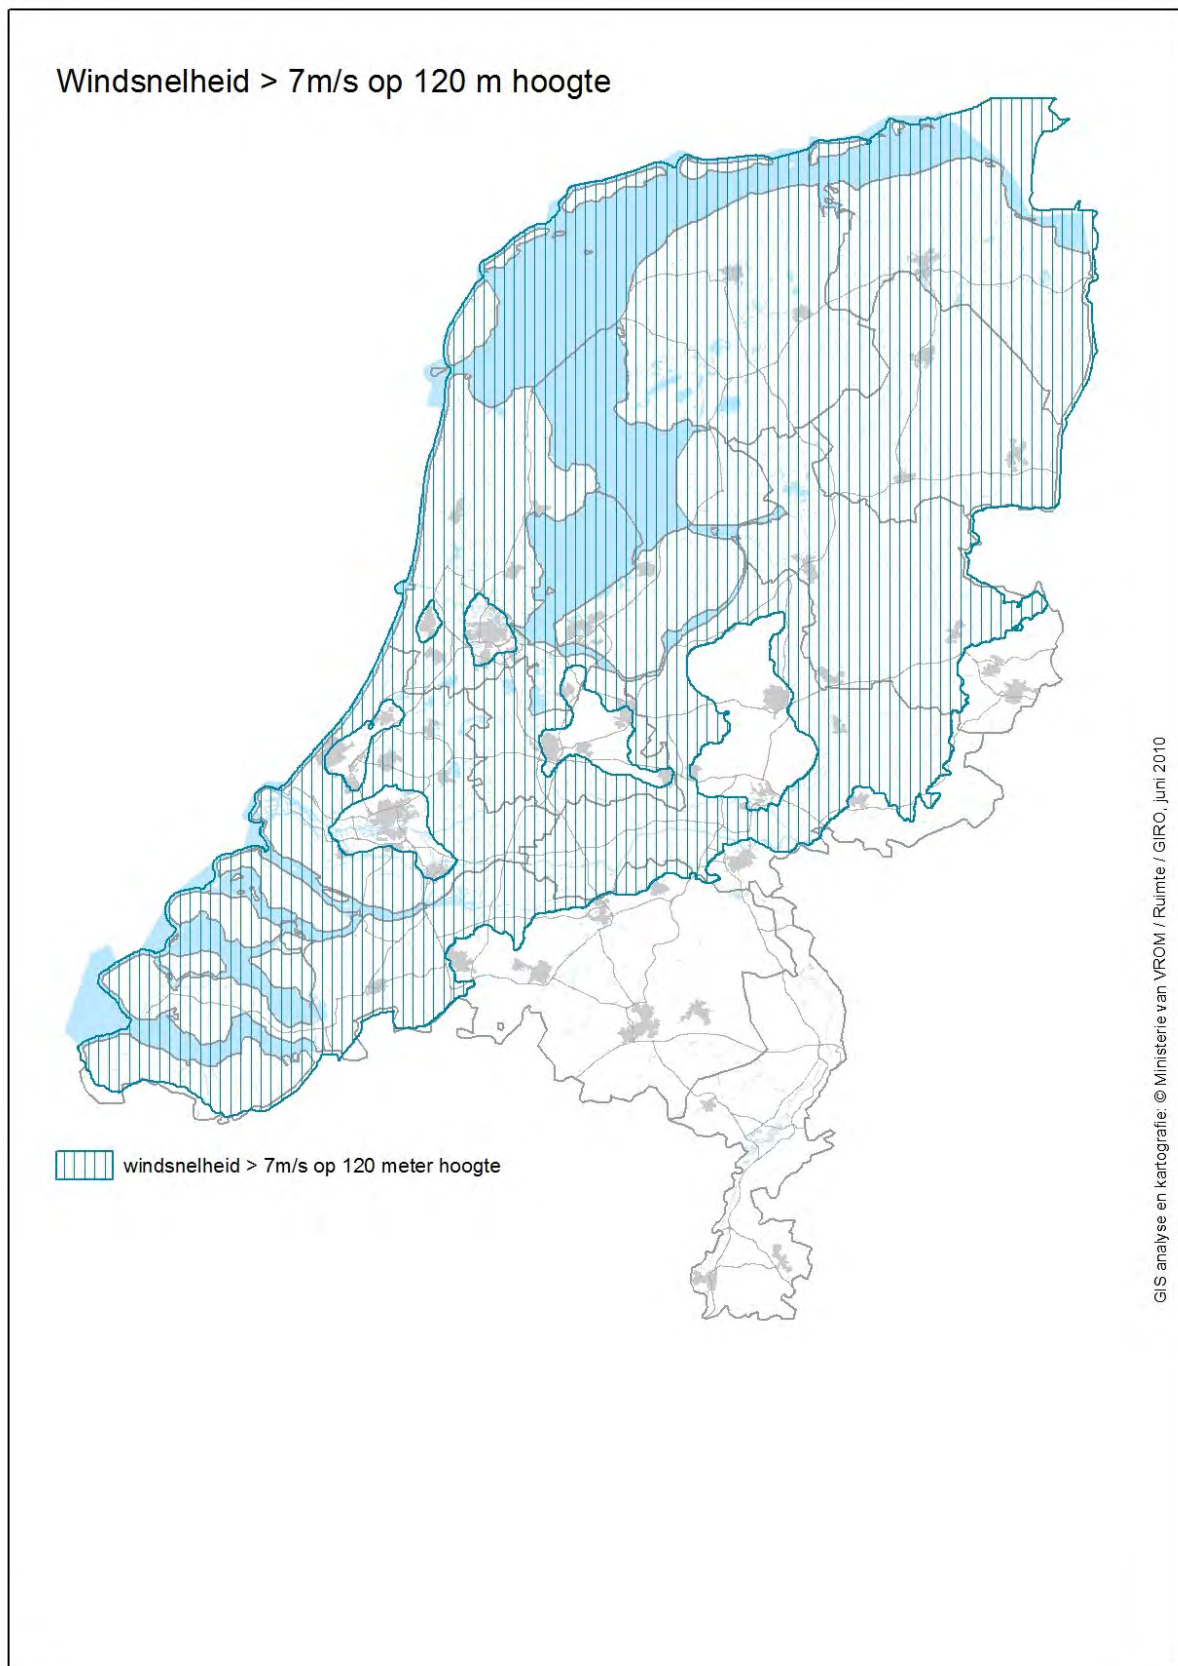 Windsnelheid > 7m/s op 120 m hoogte
windsnelheid > 7m/s op 120 meter hoogte
GIS analyse en kartografie: © Ministerie van VROM / Ruimte / GIRO, juni 2010